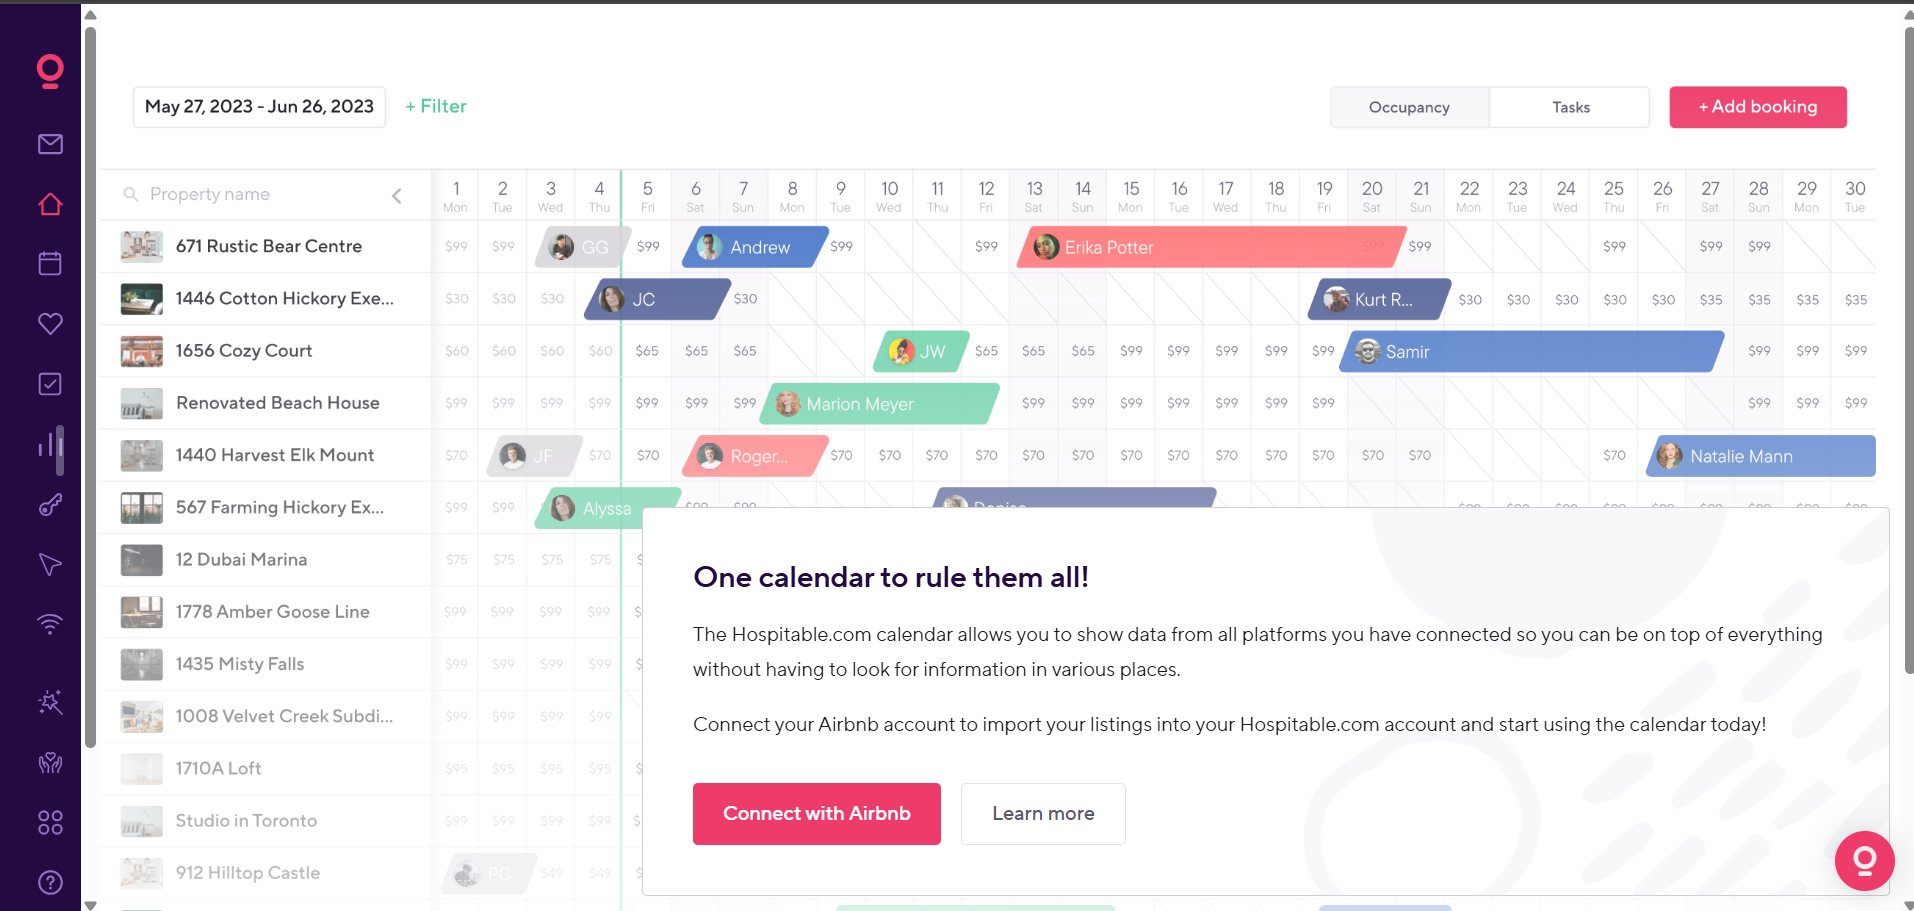 May 27, 2023 - Jun 26, 2023 + Filter Occupancy Tasks + Add booking
Property name 1 2 3 4 5 6 7 8 9 10 11 12 13 14 15 16 17 18 19 20 21 22 23 24 25 26 27 28 29 30
Mon Tue Wed Thu Fri Sat Sun Mon Tue Wed Thu Fri Sat Sun Mon Tue Wed Thu Fri Sat Sun Mon Tue Wed Thu Fri Sat Sun Mon Tue
671 Rustic Bear Centre $99 $99 GG $99 Andrew $99 $99 Erika Potter $99 $99 $99 $99 $99
1446 Cotton Hickory Exe... $30 $30 $30 JC $30 Kurt R... $30 $30 $30 $30 $30 $35 $35 $35 $35
1656 Cozy Court $60 $60 $60 $60 $65 $65 $65 JW $65 $65 $65 $99 $99 $99 $99 $99 Samir $99 $99 $99
Renovated Beach House $99 $99 $99 $99 $99 $99 $99 Marion Meyer $99 $99 $99 $99 $99 $99 $99 $99 $99 $99
1440 Harvest Elk Mount $70 JF $70 $70 Roger... $70 $70 $70 $70 $70 $70 $70 $70 $70 $70 $70 $70 $70 $70 Natalie Mann
567 Farming Hickory Ex... $99 $99 Alyssa $99 $99 Denise $99 $99 $99 $99 $99 $99 $99 $99 $99
12 Dubai Marina $75 $75 $75 $75
1778 Amber Goose Line $99 $99 $99 $99
1435 Misty Falls $99 $99 $99 $99
1008 Velvet Creek Subdi... $99 $99 $99 $99
1710A Loft $95 $95 $95 $95
Studio in Toronto $99 $99 $99 $99
912 Hilltop Castle PC $49 $49
One calendar to rule them all!
The Hospitable.com calendar allows you to show data from all platforms you have connected so you can be on top of everything
without having to look for information in various places.
Connect your Airbnb account to import your listings into your Hospitable.com account and start using the calendar today!
Connect with Airbnb Learn more